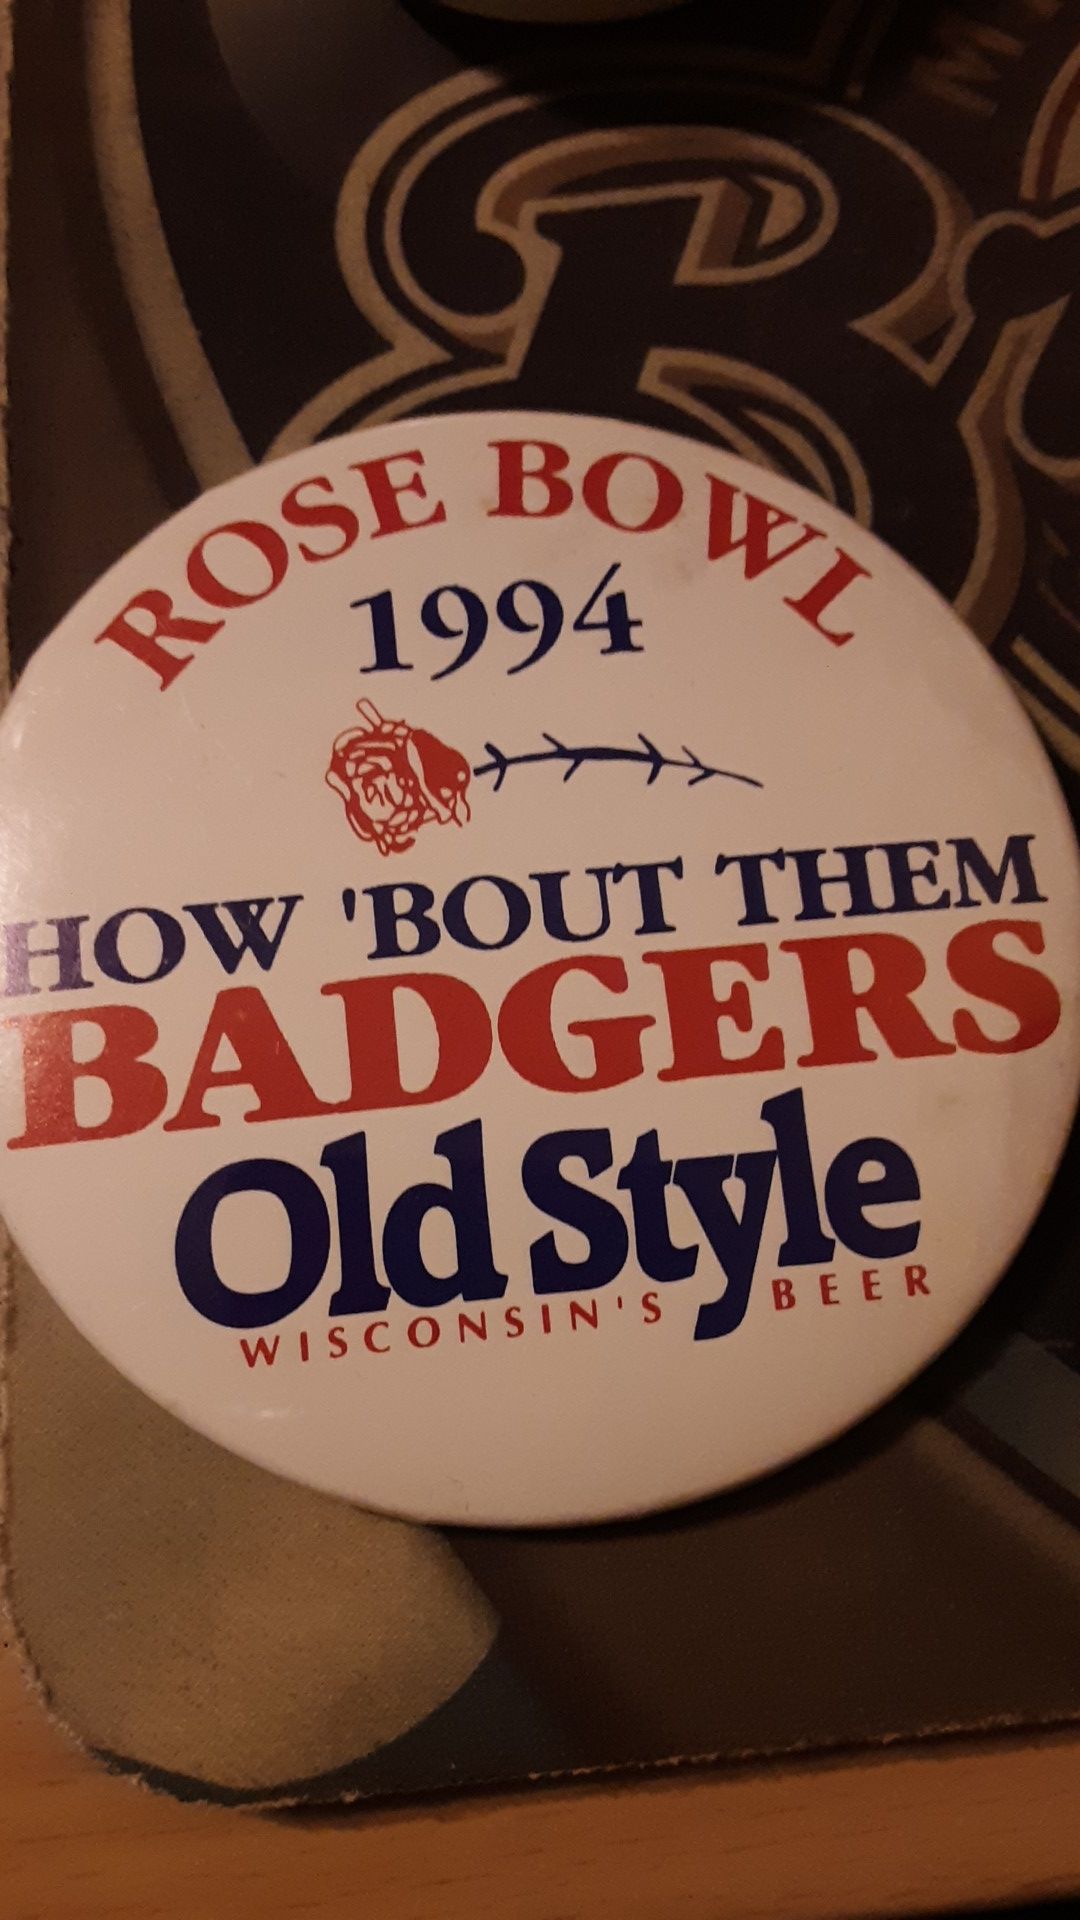 ROSE BOWL
1994
HOW 'BOUT THEM
BADGERS
Old Style
WISCONSIN'S BEER